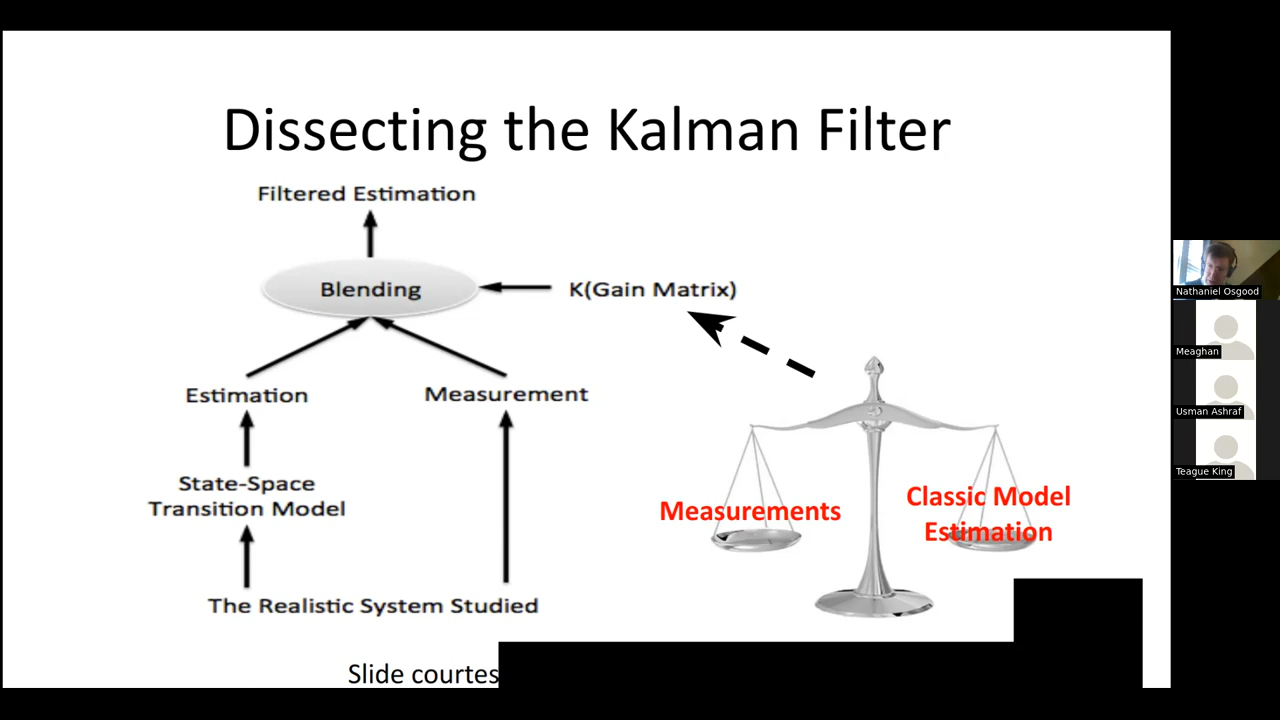 Dissecting the Kalman Filter
Filtered Estimation
Blending
K(Gain Matrix)
Estimation
Measurement
State-Space
Transition Model
The Realistic System Studied
Measurements
Classic Model
Estimation
Slide courtes
Nathaniel Osgood
Meaghan
Usman Ashraf
Teague King